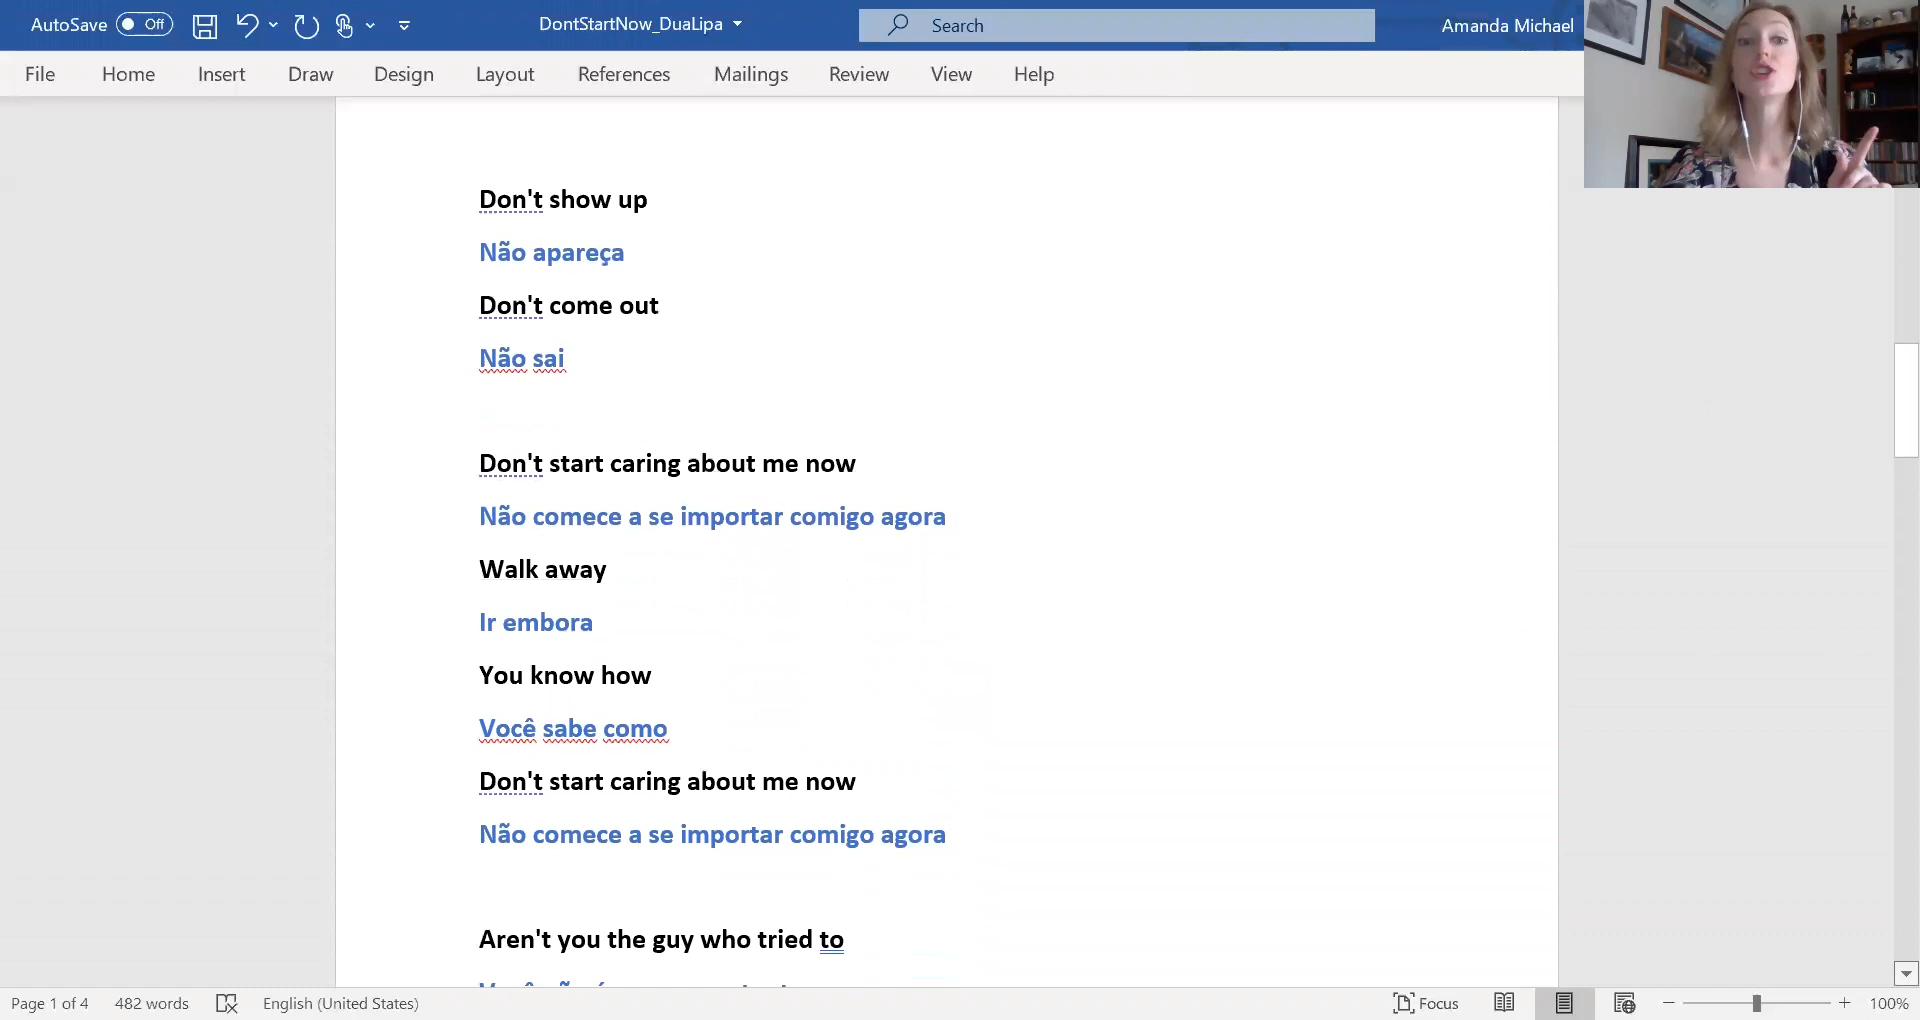 AutoSave Off DontStartNow_DuaLipa Search Amanda Michael
File Home Insert Draw Design Layout References Mailings Review View Help
Don't show up
Não apareça
Don't come out
Não sai
Don't start caring about me now
Não comece a se importar comigo agora
Walk away
Ir embora
You know how
Você sabe como
Don't start caring about me now
Não comece a se importar comigo agora
Aren't you the guy who tried to
Page 1 of 4 482 words English (United States) Focus 100%